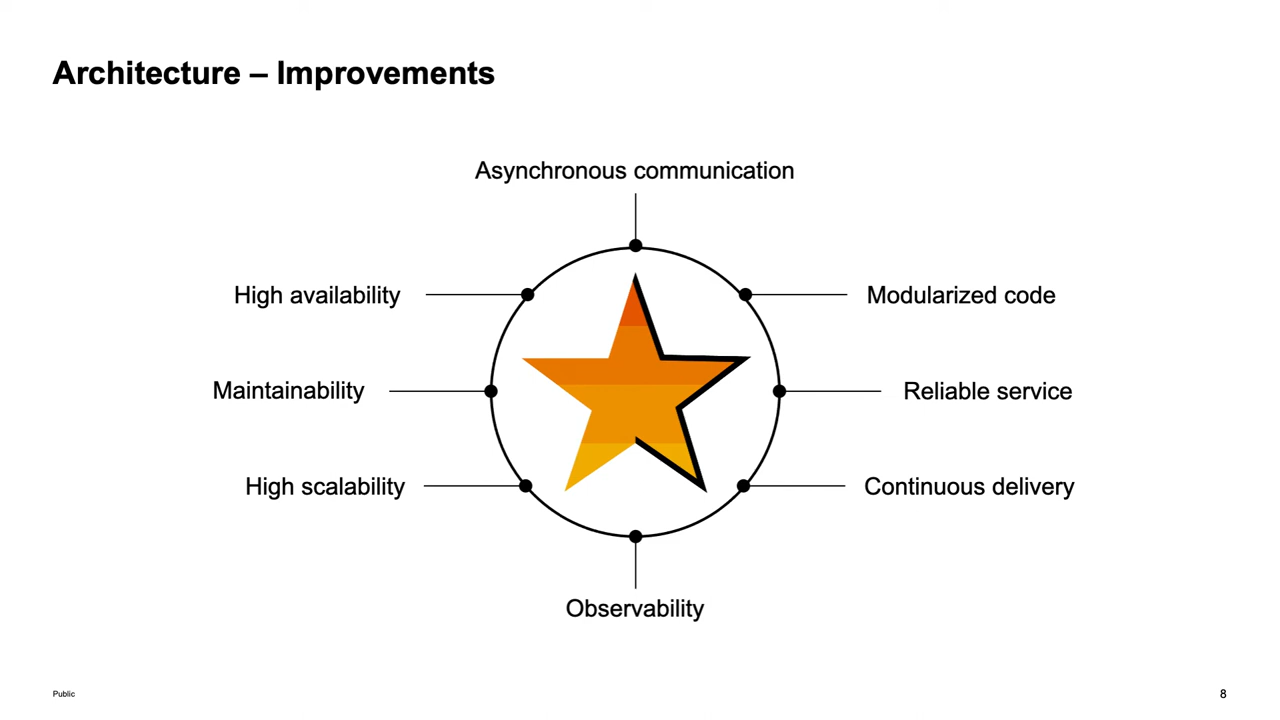 Architecture – Improvements
Asynchronous communication
High availability
Modularized code
Maintainability
Reliable service
High scalability
Continuous delivery
Observability
Public
8